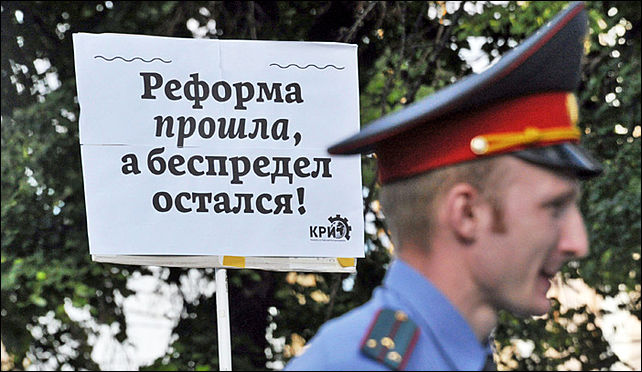 Реформа
прошла,
а беспредел
остался!
КРИ